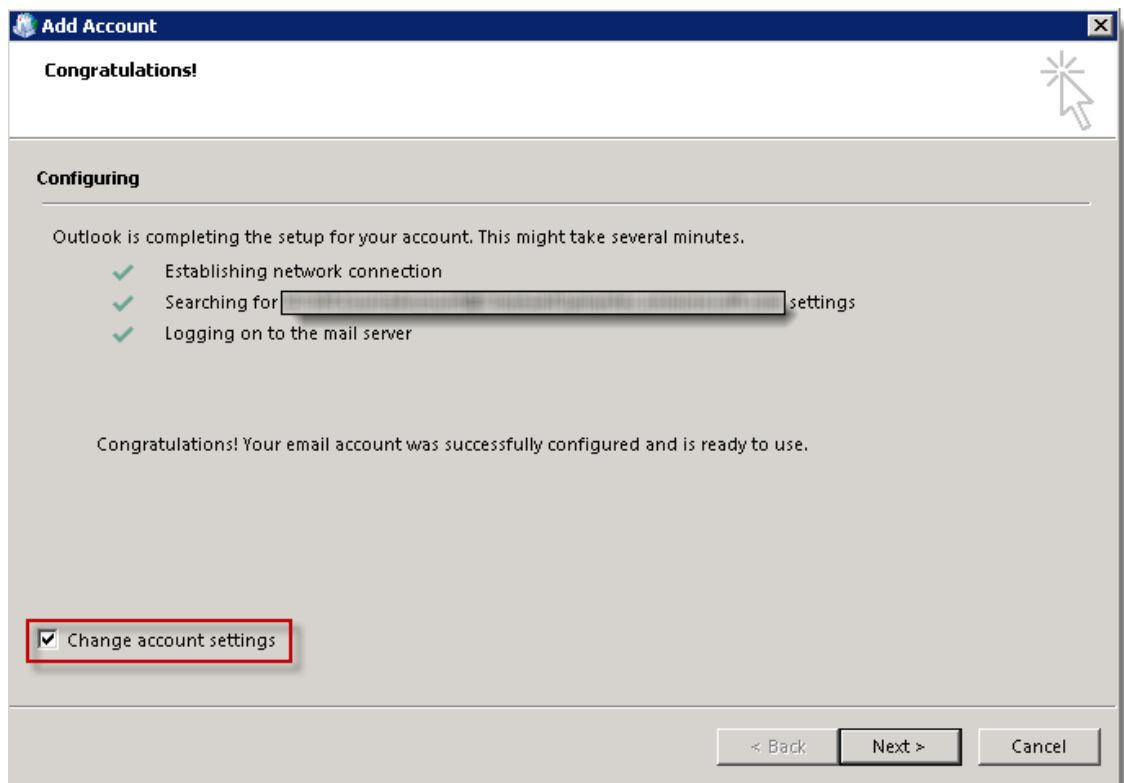 Add Account
Congratulations!
Configuring
Outlook is completing the setup for your account. This might take several minutes.
Establishing network connection
Searching for settings
Logging on to the mail server
Congratulations! Your email account was successfully configured and is ready to use.
Change account settings
< Back Next > Cancel